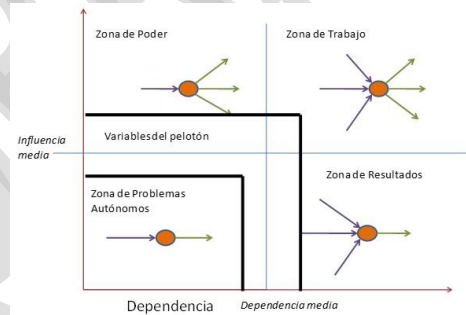 Zona de Poder
Zona de Trabajo
Variables del pelotón
Influencia
media
Zona de Resultados
Zona de Problemas
Autónomos
Dependencia
Dependencia media